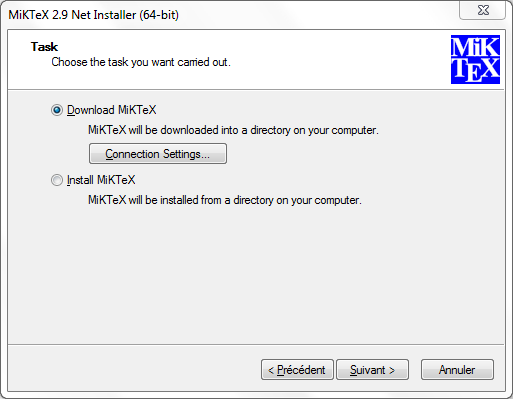 MiKTeX 2.9 Net Installer (64-bit)
Task
Choose the task you want carried out.
MiK
TEX
Download MiKTeX
MiKTeX will be downloaded into a directory on your computer.
Connection Settings...
Install MiKTeX
MiKTeX will be installed from a directory on your computer.
< Précédent
Suivant >
Annuler